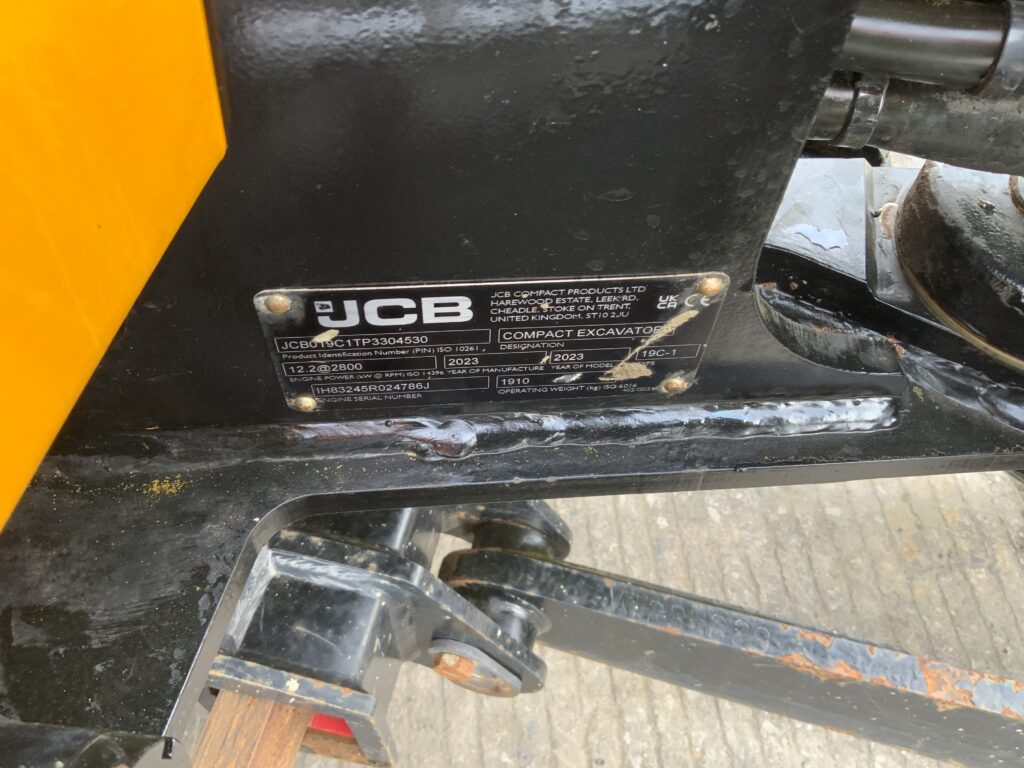 JCB
JCB COMPACT PRODUCTS LTD
HAREWOOD ESTATE, LEEK RD.
CHEADLE, STOKE ON TRENT.
UNITED KINGDOM, ST10 2JU
UK
CA CE
JCB019C1TP3304530
Product Identification Number (PIN) ISO 10261
COMPACT EXCAVATOR
DESIGNATION
12.2@2800
ENGINE POWER (kW @ RPM) ISO 14396
2023
YEAR OF MANUFACTURE
2023
YEAR OF MODEL
19C-1
IH83245R024786J
ENGINE SERIAL NUMBER
1910
OPERATING WEIGHT (kg) ISO 6016